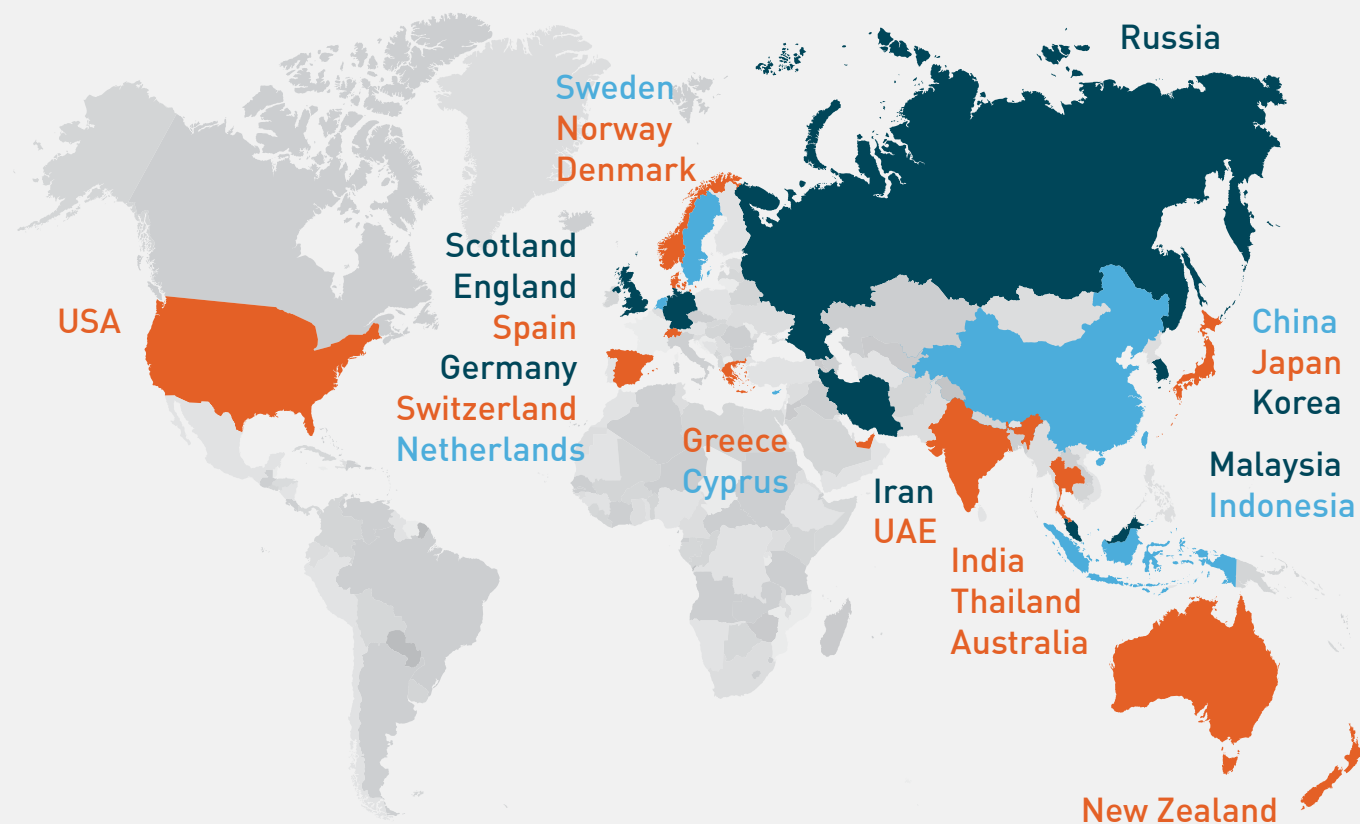 Russia
Sweden
Norway
Denmark
Scotland
England
Spain
Germany
Switzerland
Netherlands
USA
Greece
Cyprus
Iran
UAE
China
Japan
Korea
Malaysia
Indonesia
India
Thailand
Australia
New Zealand